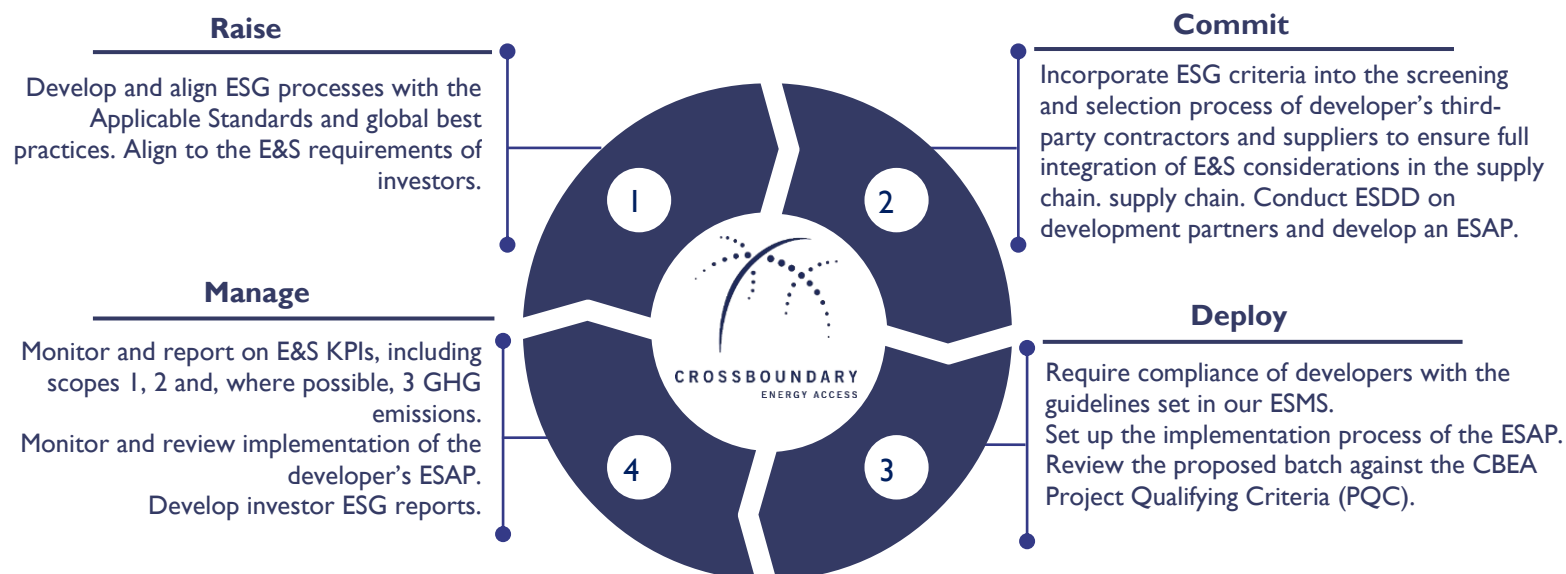 Raise
Develop and align ESG processes with the
Applicable Standards and global best
practices. Align to the E&S requirements of
investors.
Commit
Incorporate ESG criteria into the screening
and selection process of developer's third-
party contractors and suppliers to ensure full
integration of E&S considerations in the supply
chain. supply chain. Conduct ESDD on
development partners and develop an ESAP.
1
2
CROSSBOUNDARY
ENERGY ACCESS
Manage
Monitor and report on E&S KPIs, including
scopes 1, 2 and, where possible, 3 GHG
emissions.
Monitor and review implementation of the
developer's ESAP.
Develop investor ESG reports.
Deploy
Require compliance of developers with the
guidelines set in our ESMS.
Set up the implementation process of the ESAP.
Review the proposed batch against the CBEA
Project Qualifying Criteria (PQC).
4
3